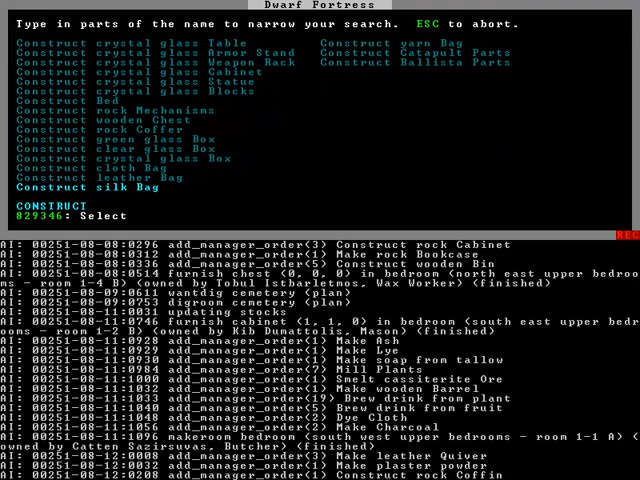 Dwarf Fortress
Type in parts of the name to narrow your search.  ESC to abort.
Construct crystal glass Table Construct yarn Bag
Construct crystal glass Armor Stand Construct Catapult Parts
Construct crystal glass Weapon Rack Construct Ballista Parts
Construct crystal glass Cabinet
Construct crystal glass Statue
Construct crystal glass Blocks
Construct Bed
Construct rock Mechanisms
Construct wooden Chest
Construct rock Coffer
Construct green glass Box
Construct clear glass Box
Construct crystal glass Box
Construct cloth Bag
Construct leather Bag
Construct silk Bag
CONSTRUCT
829346: Select
REC
AI: 00251-08-08:0296 add_manager_order(3) Construct rock Cabinet
AI: 00251-08-08:0312 add_manager_order(1) Make rock Bookcase
AI: 00251-08-08:0336 add_manager_order(5) Construct wooden Bin
AI: 00251-08-08:0514 furnish chest (0, 0, 0) in bedroom (north east upper bedroo
ms - room 1-4 B) (owned by Tobul Istbarletmos, Wax Worker) (finished)
AI: 00251-08-09:0611 wantdig cemetery (plan)
AI: 00251-08-09:0753 digroom cemetery (plan)
AI: 00251-08-11:0031 updating stocks
AI: 00251-08-11:0746 furnish cabinet (1, 1, 0) in bedroom (south east upper bedr
ooms - room 1-2 B) (owned by Kib Dumatcolis, Mason) (finished)
AI: 00251-08-11:0928 add_manager_order(1) Make Ash
AI: 00251-08-11:0929 add_manager_order(1) Make Lye
AI: 00251-08-11:0930 add_manager_order(1) Make soap from tallow
AI: 00251-08-11:0984 add_manager_order(7) Mill Plants
AI: 00251-08-11:1000 add_manager_order(1) Smelt cassiterite Ore
AI: 00251-08-11:1032 add_manager_order(1) Make wooden Barrel
AI: 00251-08-11:1033 add_manager_order(19) Brew drink from plant
AI: 00251-08-11:1040 add_manager_order(5) Brew drink from fruit
AI: 00251-08-11:1048 add_manager_order(2) Dye Cloth
AI: 00251-08-11:1056 add_manager_order(2) Make Charcoal
AI: 00251-08-11:1096 makeroom bedroom (south west upper bedrooms - room 1-1 A) (
owned by Catten Sazirsuvas, Butcher) (finished)
AI: 00251-08-12:0008 add_manager_order(3) Make leather Quiver
AI: 00251-08-12:0032 add_manager_order(1) Make plaster powder
AI: 00251-08-12:0208 add_manager_order(1) Construct rock Coffin